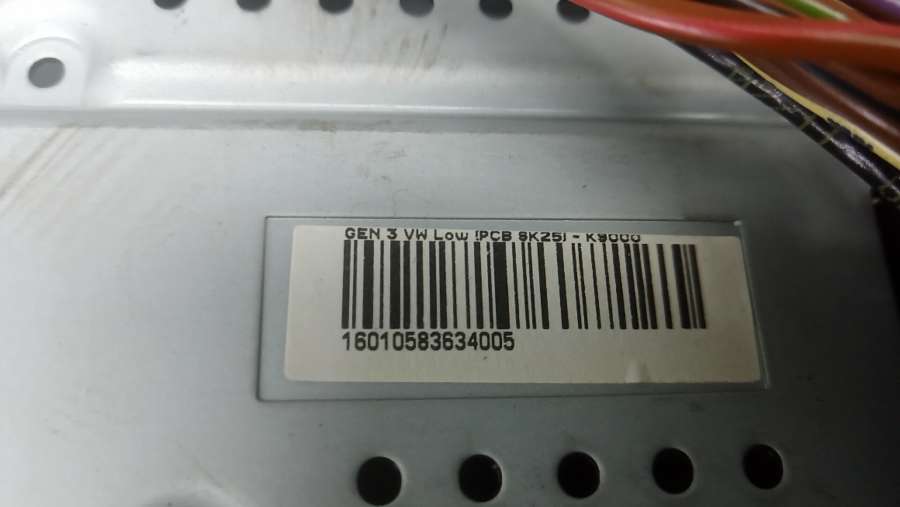 GEN 3 VW Low (PCB 8K25) - K9000
16010583634005